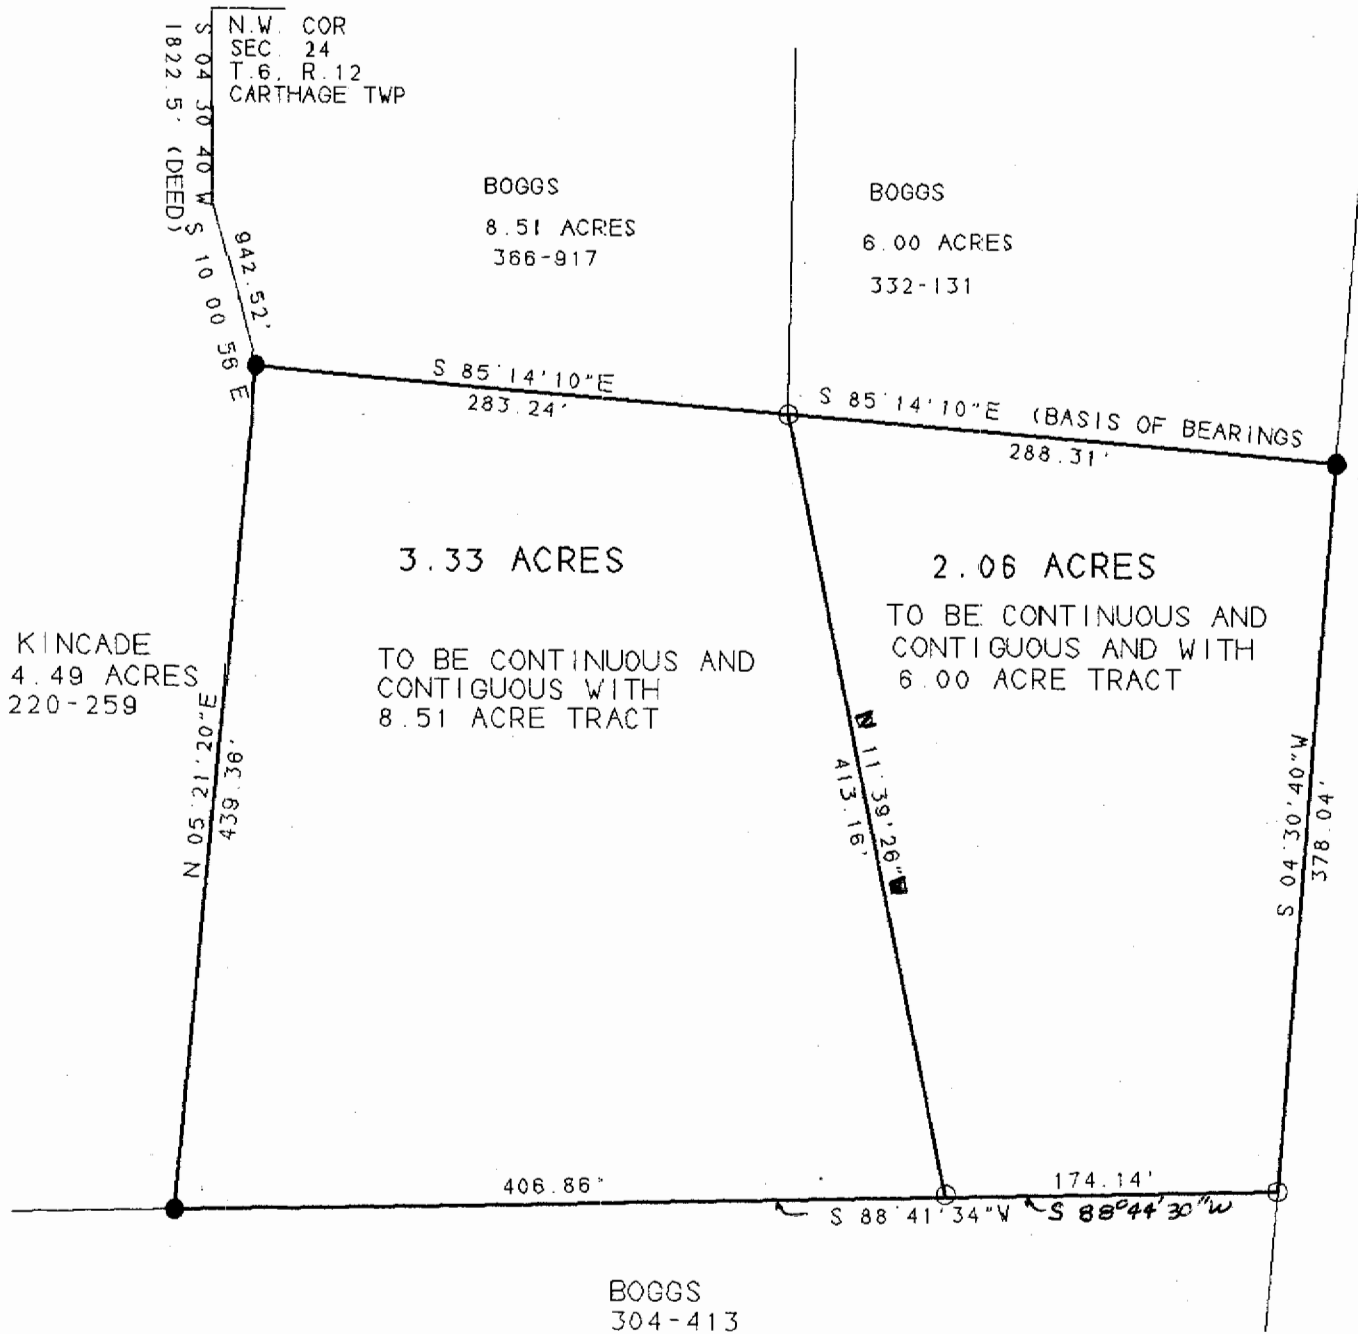 N.W. COR
SEC. 24
T.6, R.12
CARTHAGE TWP
S 04 30 40 W
1822.5' (DEED)
S 10 00 56 E
942.52'
BOGGS
8.51 ACRES
366-917
BOGGS
6.00 ACRES
332-131
S 85°14'10"E
283.24'
S 85°14'10"E (BASIS OF BEARINGS
288.31'
3.33 ACRES
TO BE CONTINUOUS AND
CONTIGUOUS WITH
8.51 ACRE TRACT
2.06 ACRES
TO BE CONTINUOUS AND
CONTIGUOUS AND WITH
6.00 ACRE TRACT
KINCADE
4.49 ACRES
220-259
N 05°21'20"E
439.36'
N 11°39'26"W
413.16'
S 04°30'40"W
378.04'
406.86'
174.14'
S 88°41'34"W
S 88°44'30"W
BOGGS
304-413